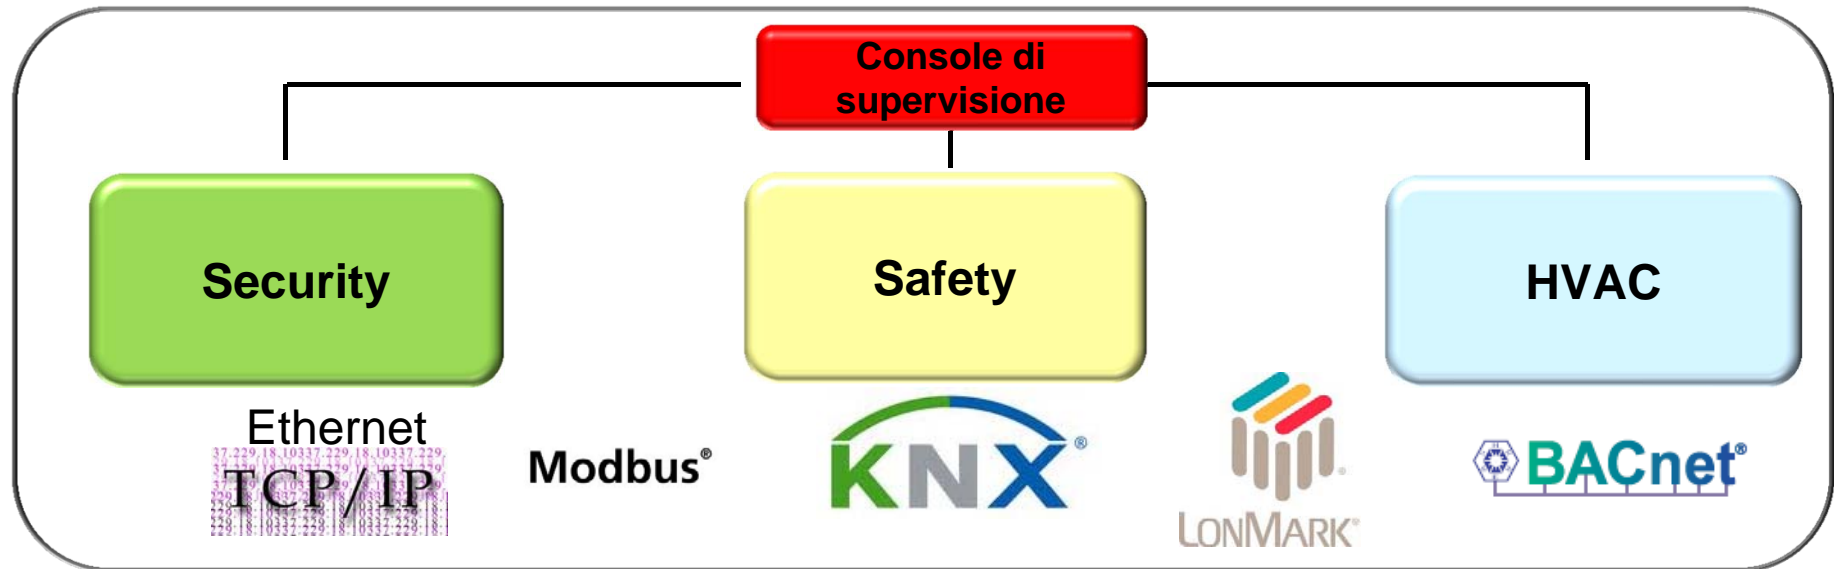 Console di
supervisione
Security
Safety
HVAC
Ethernet
TCP/IP
Modbus®
KNX®
LONMARK®
BACnet®